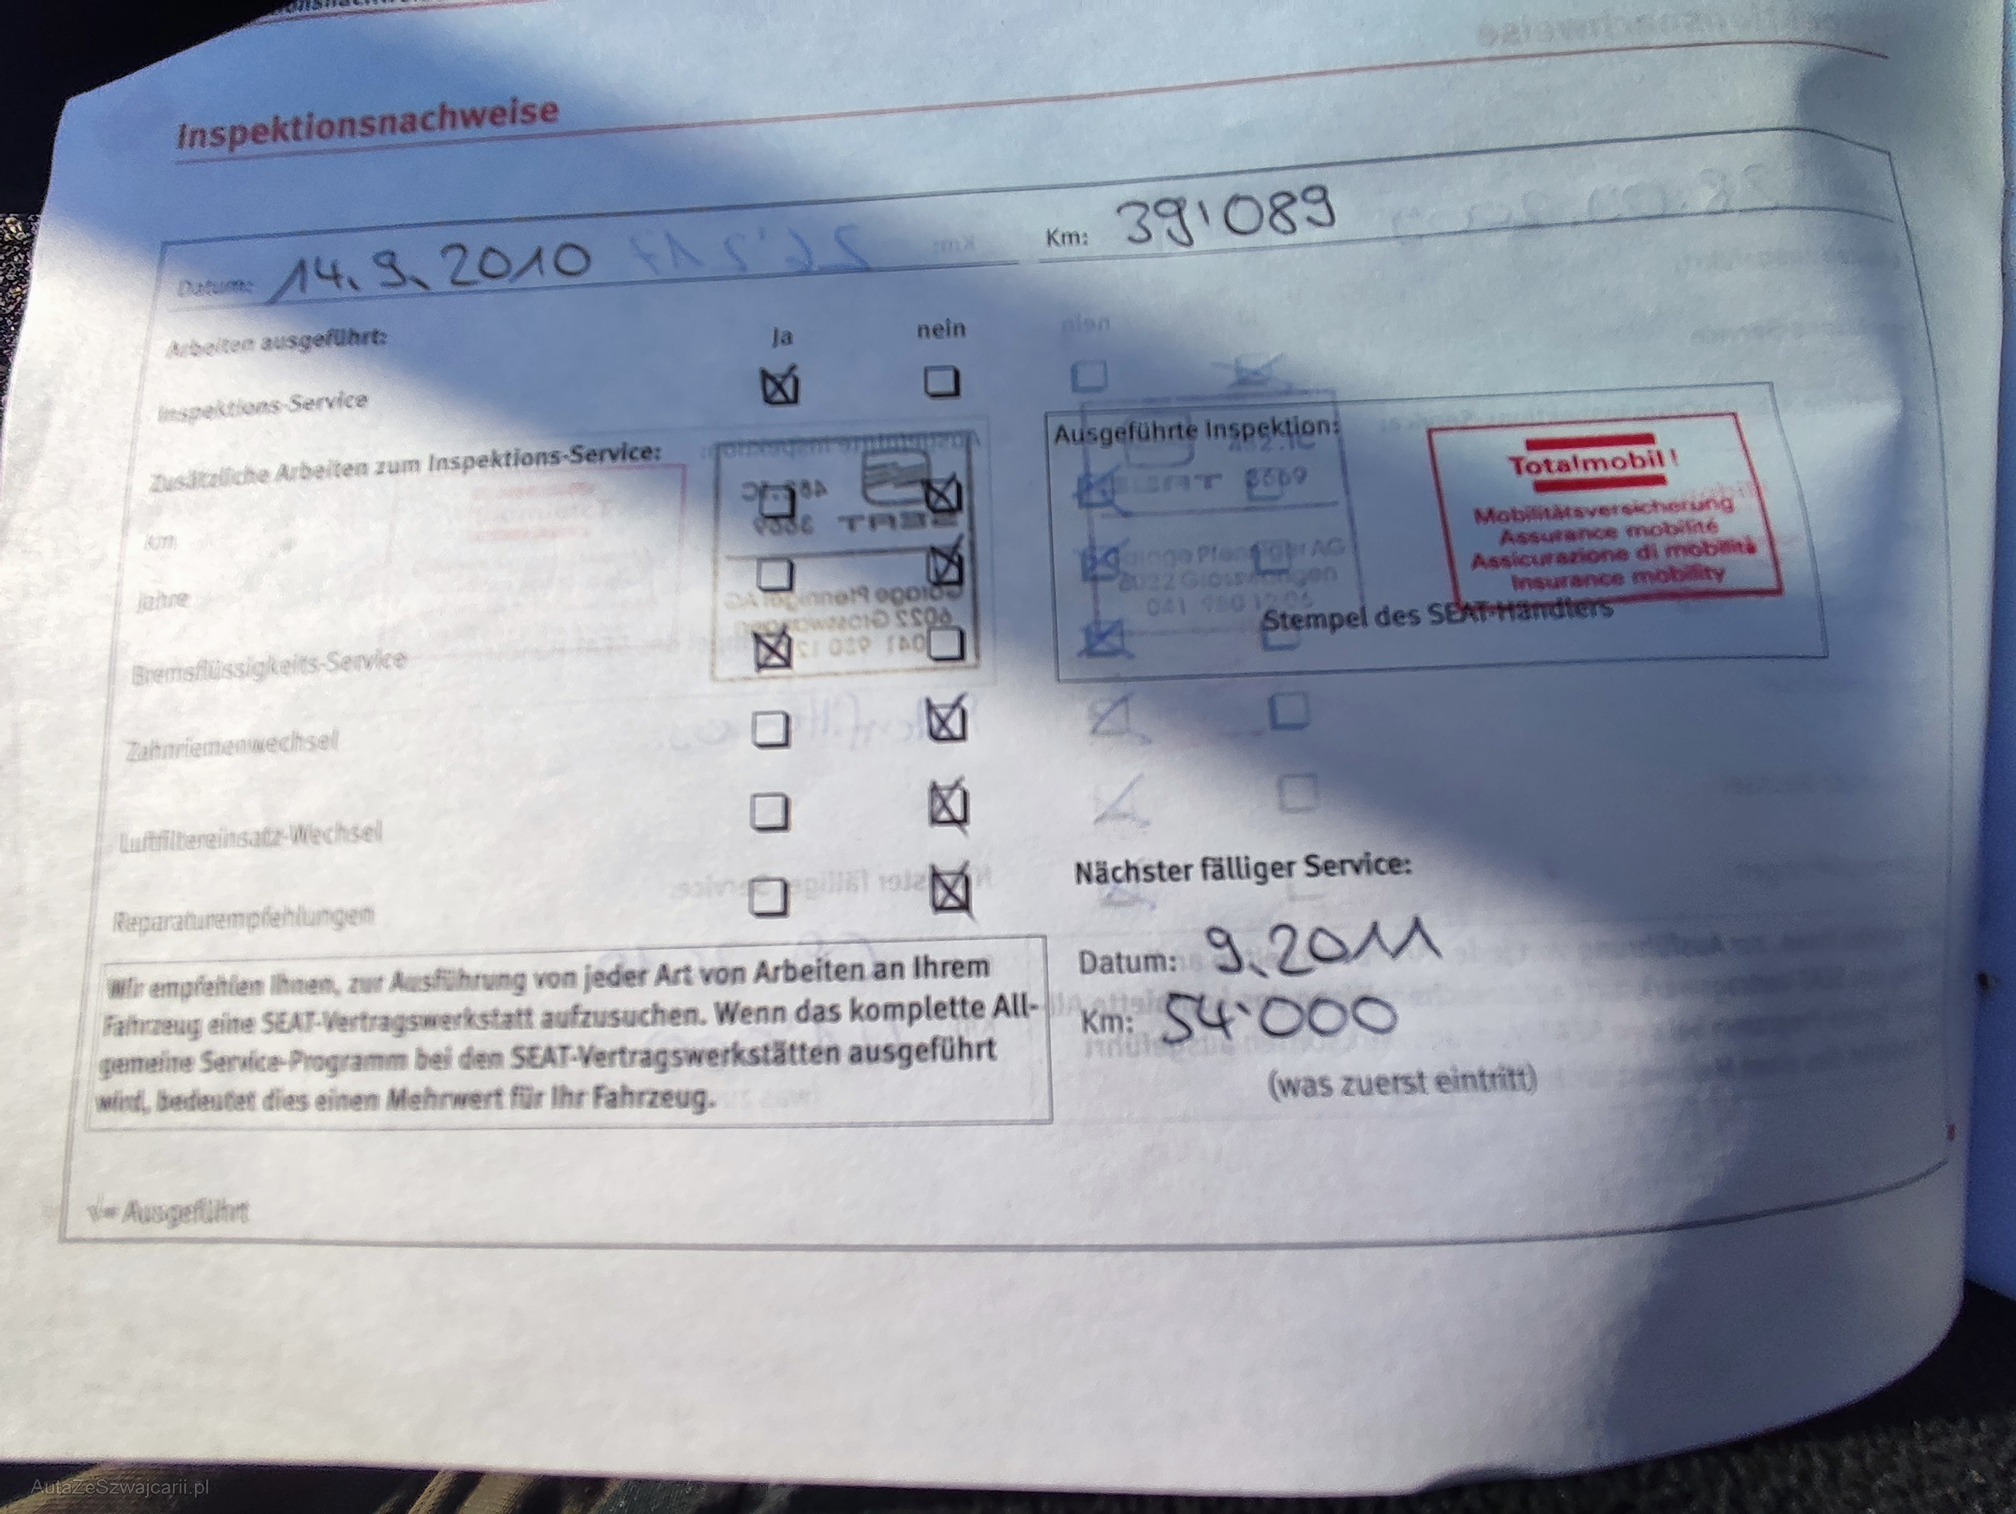 Inspektionsnachweise
Datum: 14.9.2010 Km: 39'089
Arbeiten ausgeführt: Ja nein
Inspektions-Service
Zusätzliche Arbeiten zum Inspektions-Service:
Km
Jahre
Bremsflüssigkeits-Service
Zahnriemenwechsel
Luftfiltereinsatz-Wechsel
Reparaturempfehlungen
Wir empfehlen Ihnen, zur Ausführung von jeder Art von Arbeiten an Ihrem
Fahrzeug eine SEAT-Vertragswerkstatt aufzusuchen. Wenn das komplette All-
gemeine Service-Programm bei den SEAT-Vertragswerkstätten ausgeführt
wird, bedeutet dies einen Mehrwert für Ihr Fahrzeug.
√= Ausgeführt
Ausgeführte Inspektion:
SEAT 3669
6022 Grosswangen
Totalmobil!
Mobilitätsversicherung
Assurance mobilité
Assicurazione di mobilità
Insurance mobility
Stempel des SEAT-Händlers
Nächster fälliger Service:
Datum: 9.2011
Km: 54'000
(was zuerst eintritt)
AutaZeSzwajcarii.pl